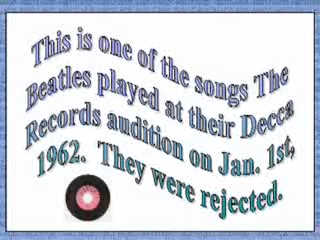 This is one of the songs The
Beatles played at their Decca
Records audition on Jan. 1st,
1962. They were rejected.